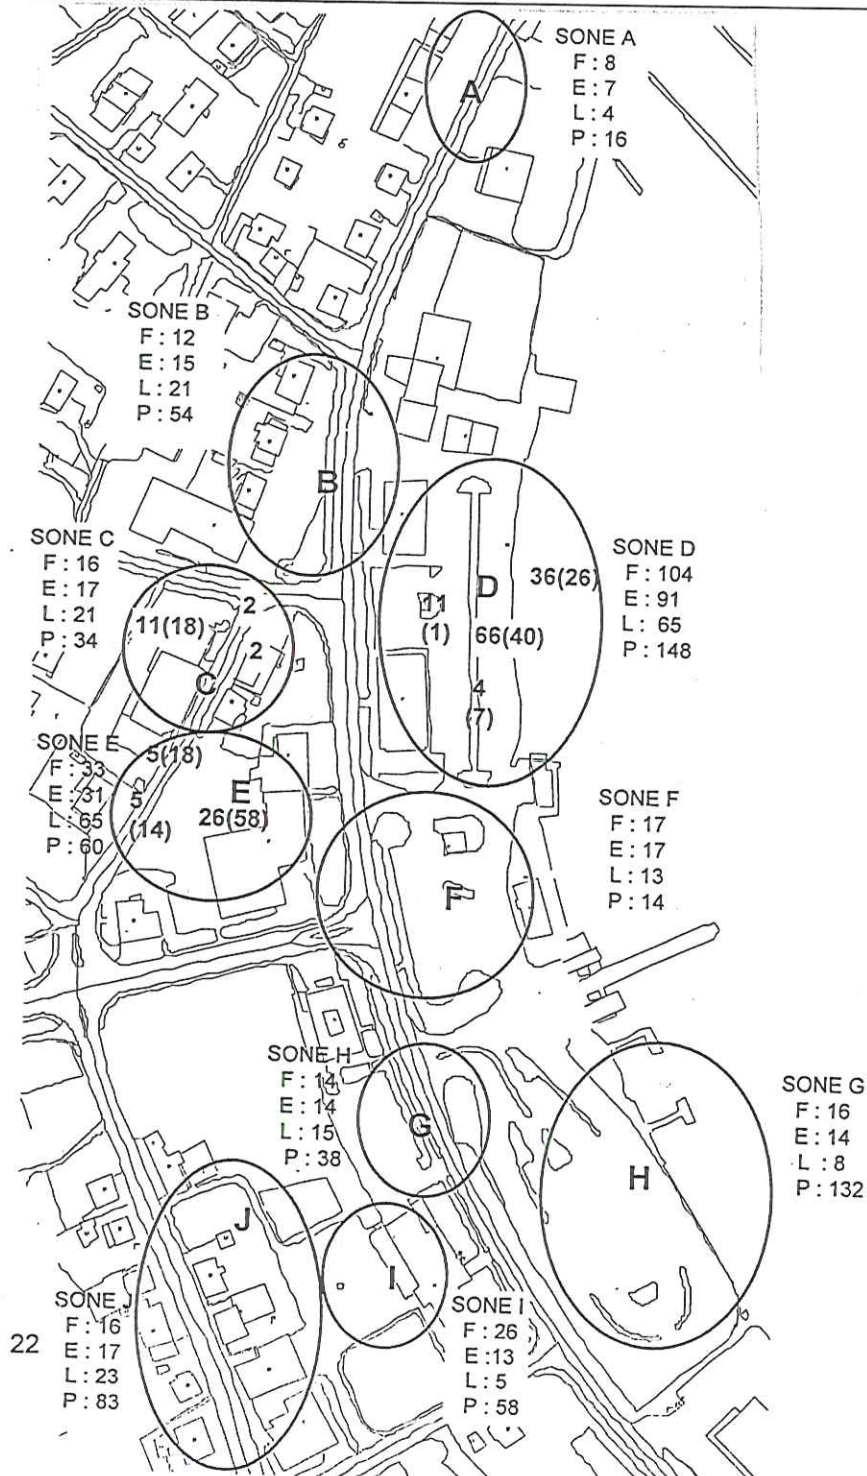 A
SONE A
F : 8
E : 7
L : 4
P : 16
SONE B
F : 12
E : 15
L : 21
P : 54
B
SONE C
F : 16
E : 17
L : 21
P : 34
2
11(18)
2
C
SONE D
F : 104
E : 91
L : 65
P : 148
D
36(26)
11
(1)
66(40)
4
(7)
SONE E
F : 33
E : 31
L : 65
P : 60
5(18)
5
(14)
E
26(58)
SONE F
F : 17
E : 17
L : 13
P : 14
F
SONE H
F : 14
E : 14
L : 15
P : 38
G
SONE G
F : 16
E : 14
L : 8
P : 132
H
J
I
SONE J
F : 16
E : 17
L : 23
P : 83
SONE I
F : 26
E :13
L : 5
P : 58
22